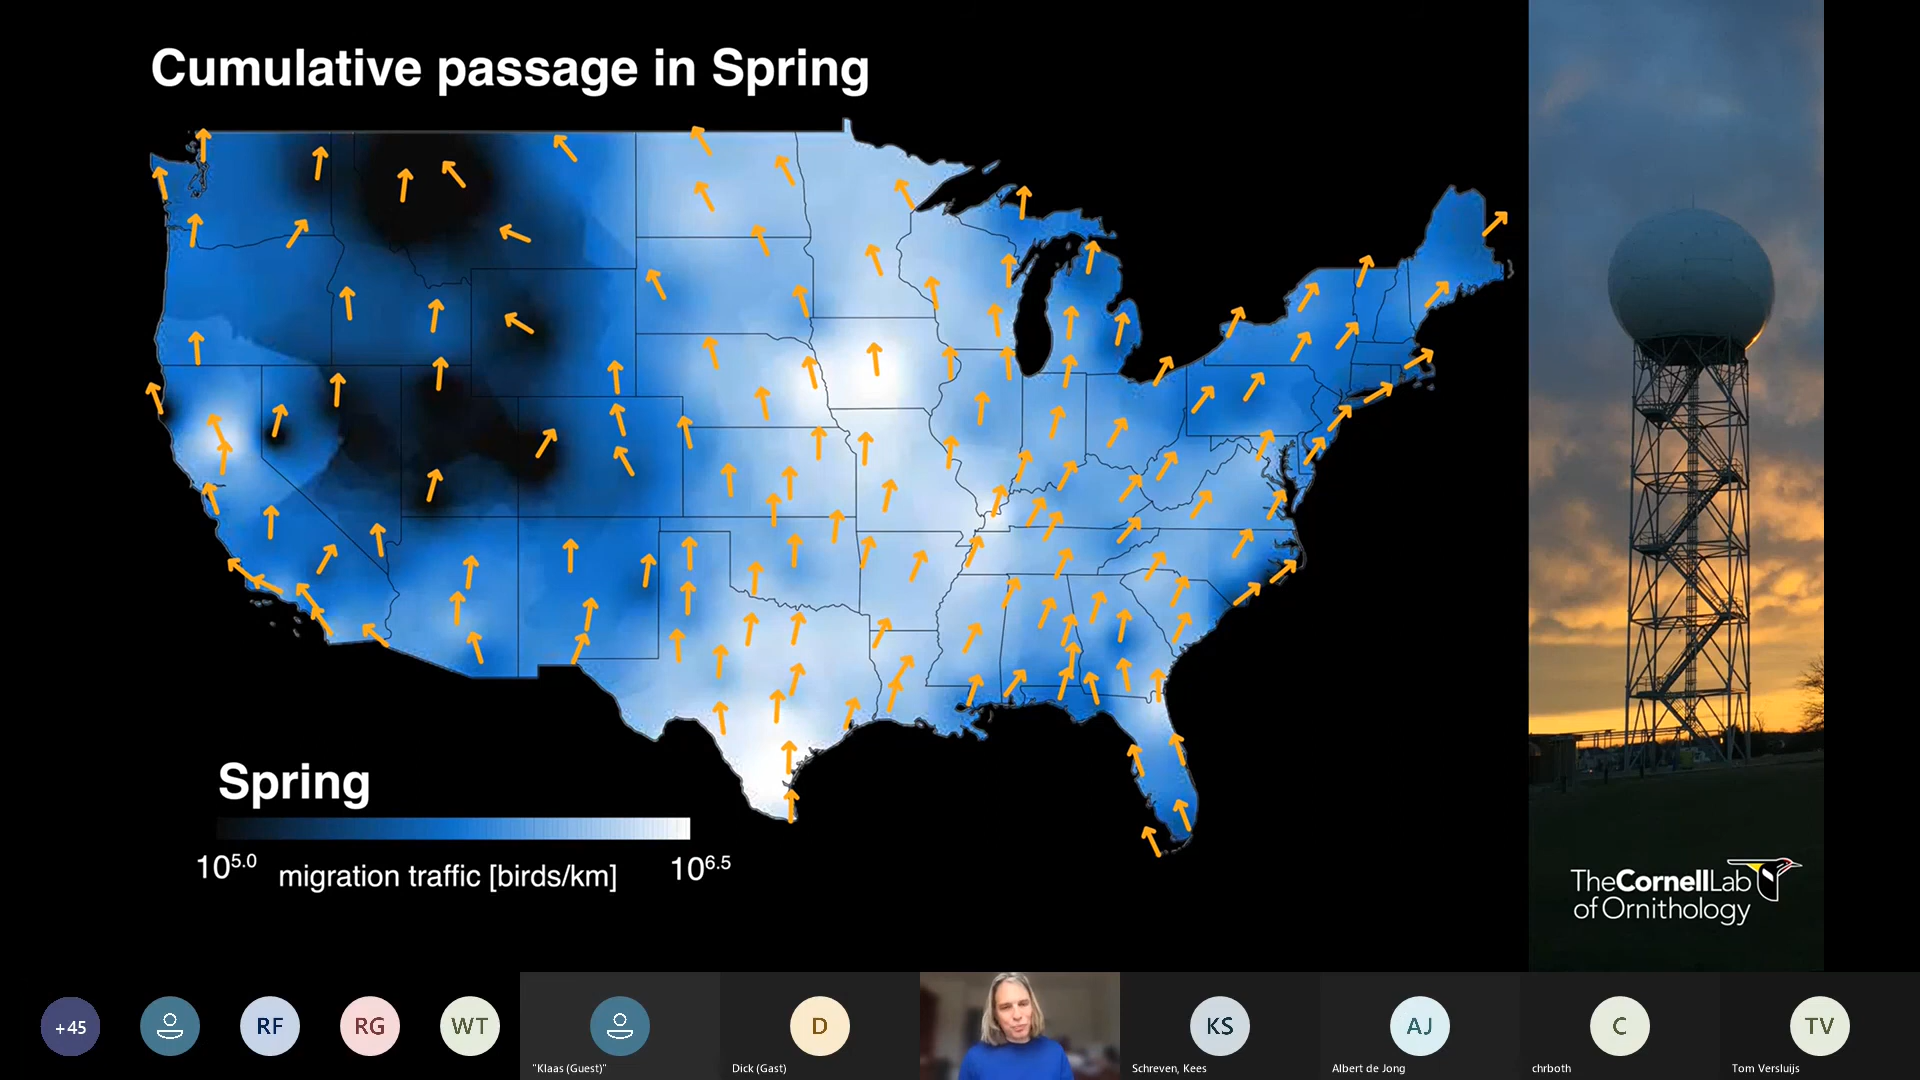 Cumulative passage in Spring
Spring
10^5.0 migration traffic [birds/km] 10^6.5
TheCornellLab
of Ornithology
+45
RF
RG
WT
"Klaas (Guest)"
D
Dick (Gast)
KS
Schreven, Kees
AJ
Albert de Jong
C
chrboth
TV
Tom Versluijs